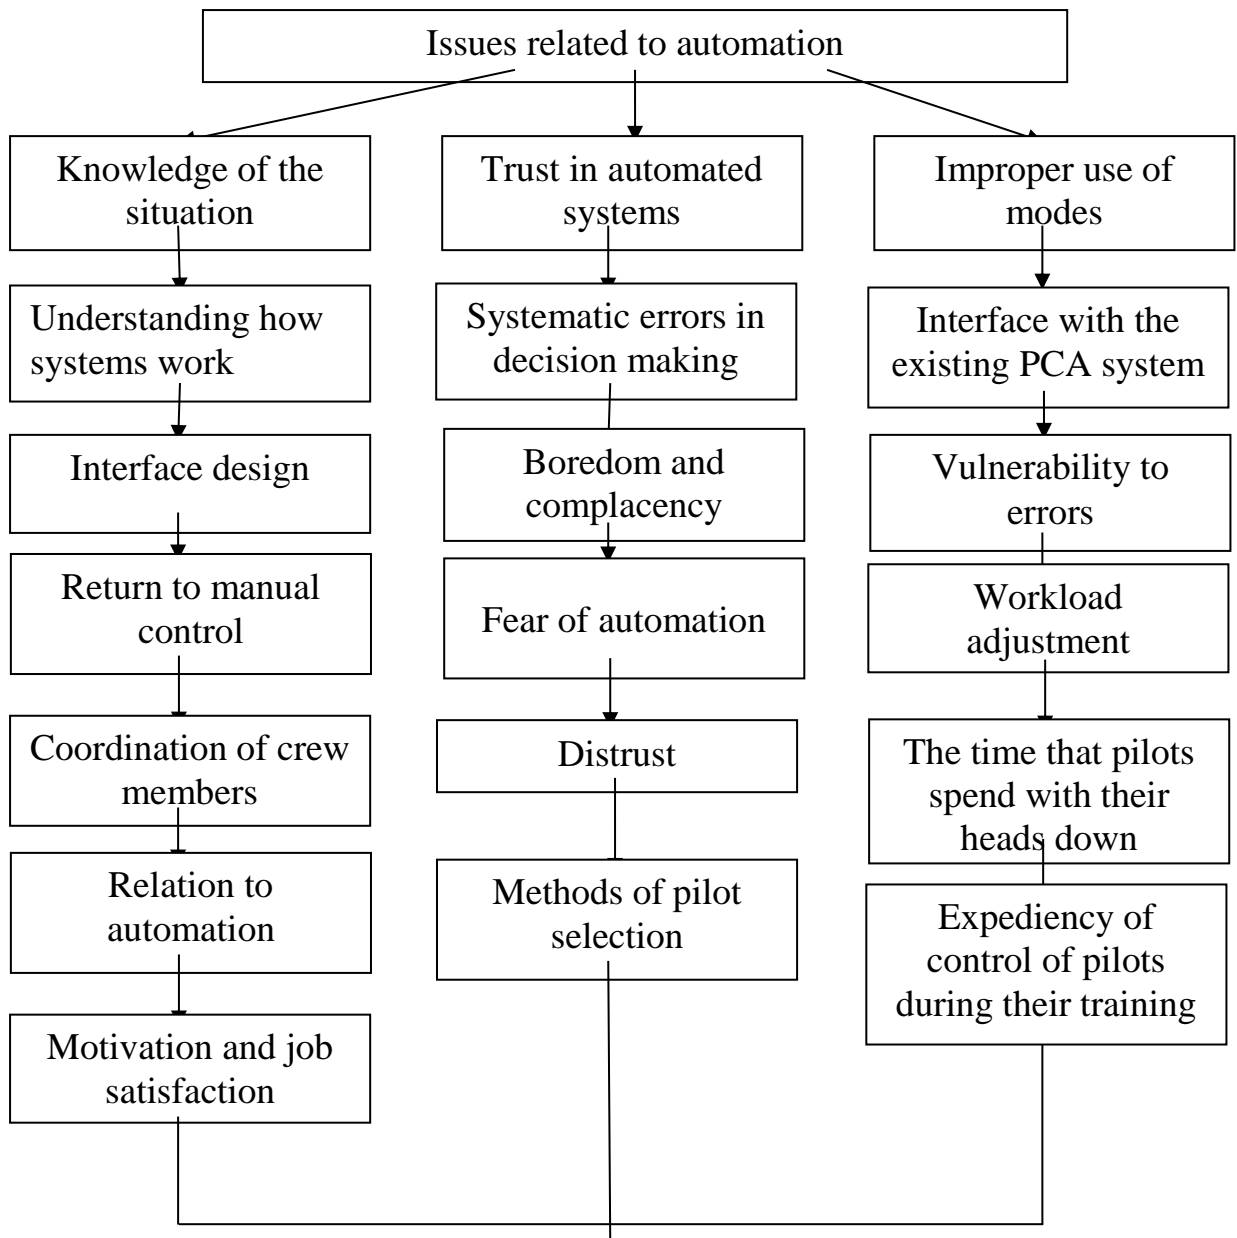 Issues related to automation
Knowledge of the
situation
Understanding how
systems work
Interface design
Return to manual
control
Coordination of crew
members
Relation to
automation
Motivation and job
satisfaction
Trust in automated
systems
Systematic errors in
decision making
Boredom and
complacency
Fear of automation
Distrust
Methods of pilot
selection
Improper use of
modes
Interface with the
existing PCA system
Vulnerability to
errors
Workload
adjustment
The time that pilots
spend with their
heads down
Expediency of
control of pilots
during their training